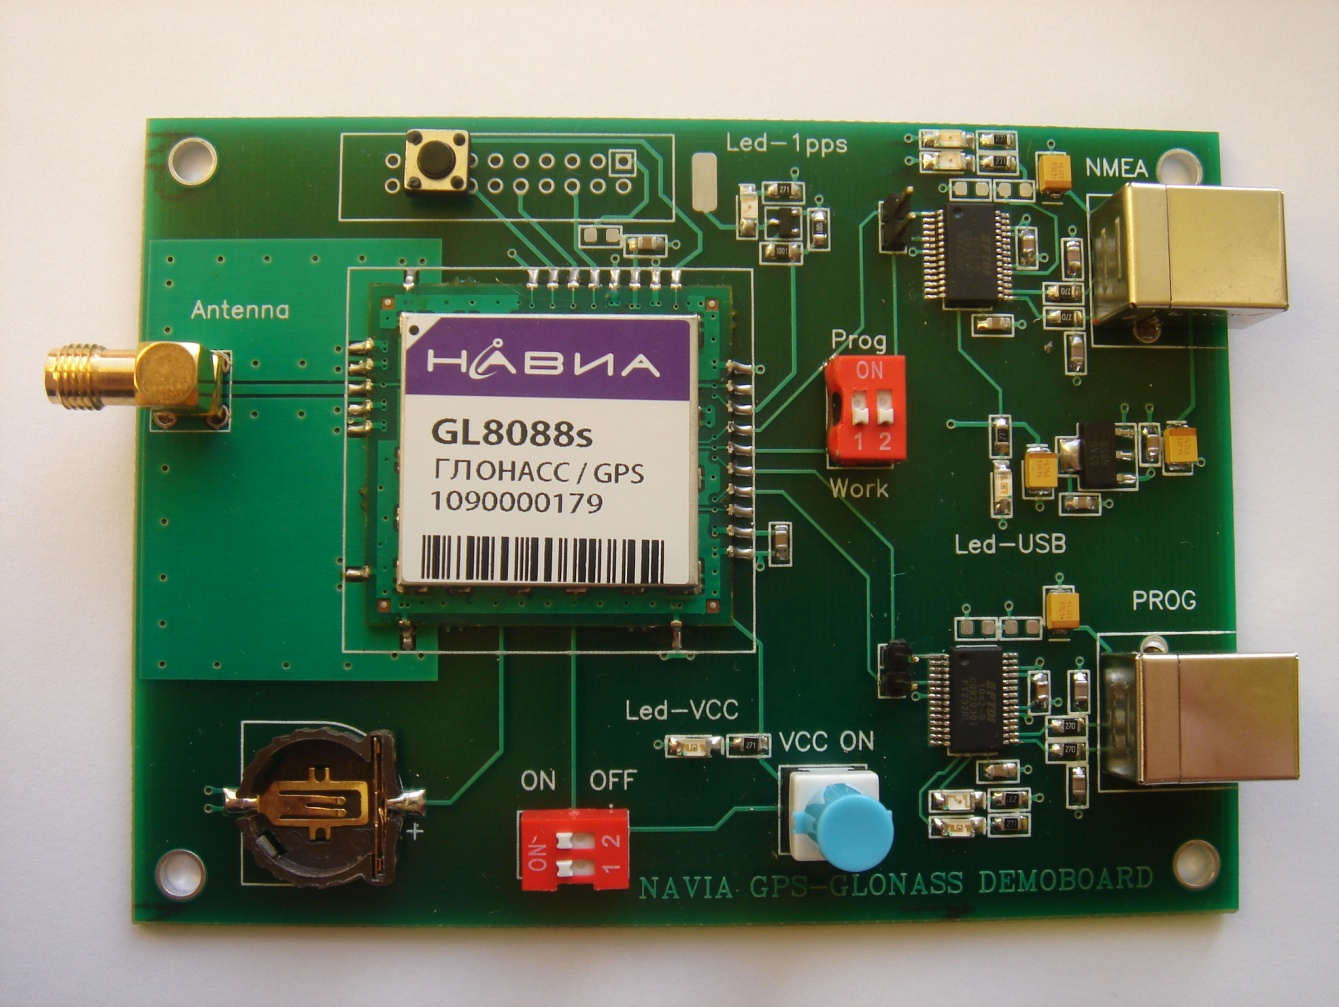 Led-1pps
NMEA
Antenna
НАВИА
GL8088s
ГЛОНАСС / GPS
1090000179
Prog
ON
1 2
Work
Led-USB
PROG
Led-VCC
271
VCC ON
ON OFF
ON
1 2
+
NAVIA GPS-GLONASS DEMOBOARD